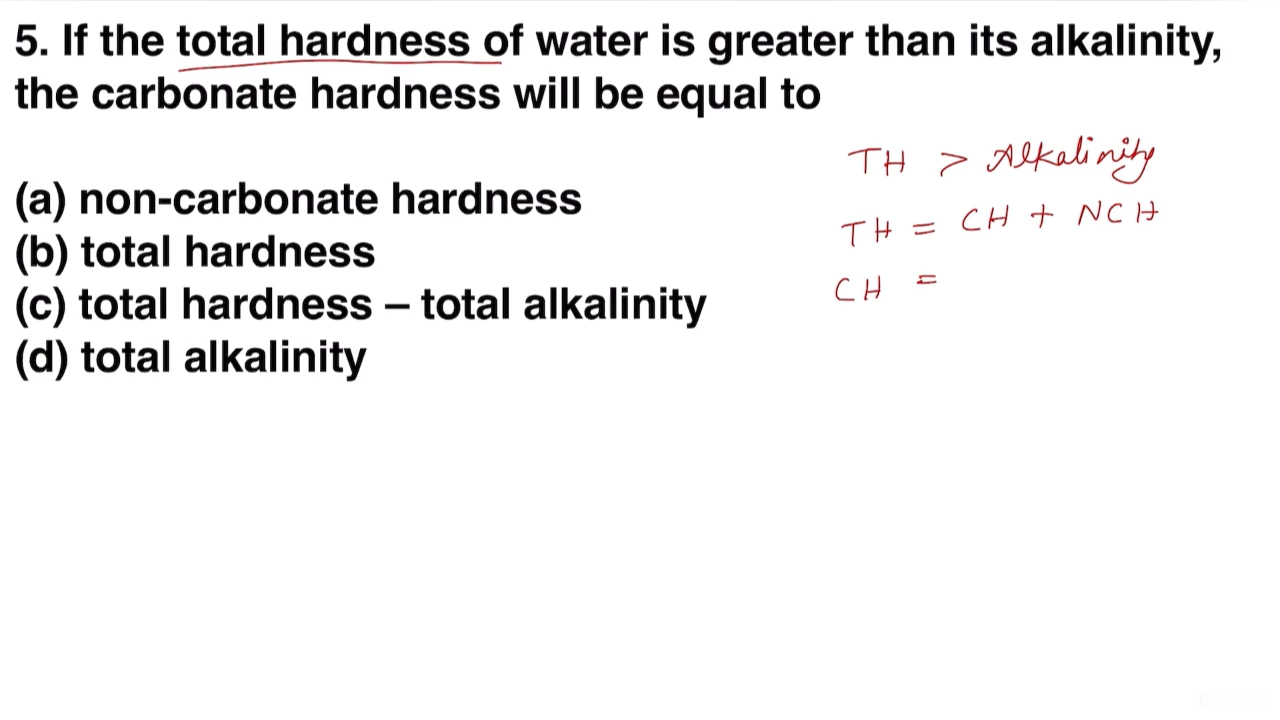 5. If the total hardness of water is greater than its alkalinity,
the carbonate hardness will be equal to
(a) non-carbonate hardness
(b) total hardness
(c) total hardness – total alkalinity
(d) total alkalinity
TH > Alkalinity
TH = CH + NCH
CH =